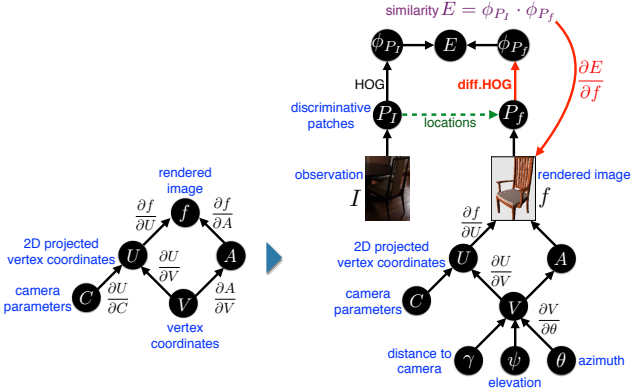 similarity E = φ_{P_I} · φ_{P_f}
φ_{P_I} E φ_{P_f}
HOG diff.HOG ∂E/∂f
discriminative
patches
P_I locations P_f
observation I
rendered image f
rendered
image
f
∂f/∂U ∂f/∂A
2D projected
vertex coordinates
U ∂U/∂V A
camera
parameters
C ∂U/∂C V ∂A/∂V
vertex
coordinates
∂f/∂U
2D projected
vertex coordinates
U ∂U/∂V A
camera
parameters
C V ∂V/∂θ
distance to
camera
γ ψ θ azimuth
elevation